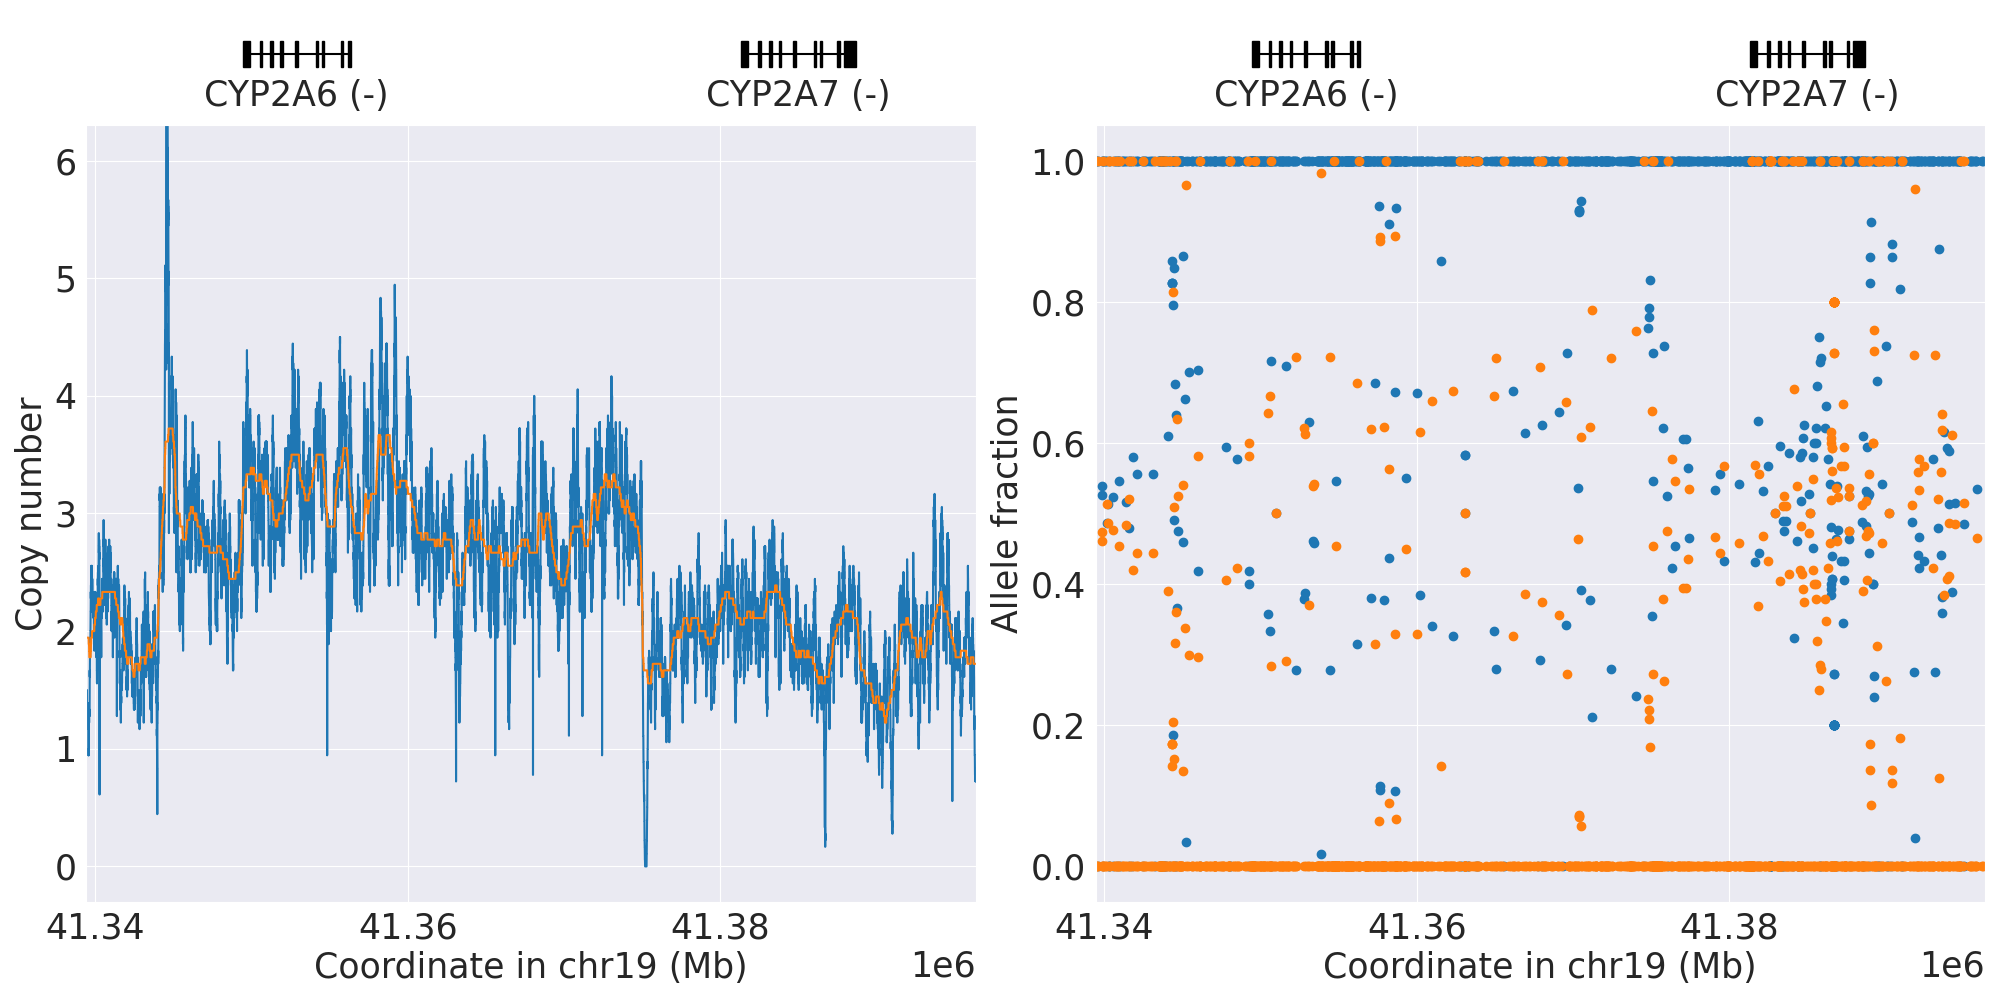 CYP2A6 (-)
CYP2A7 (-)
6
5
4
3
2
1
0
Copy number
41.34
41.36
41.38
Coordinate in chr19 (Mb)
1e6
CYP2A6 (-)
CYP2A7 (-)
1.0
0.8
0.6
0.4
0.2
0.0
Allele fraction
41.34
41.36
41.38
Coordinate in chr19 (Mb)
1e6